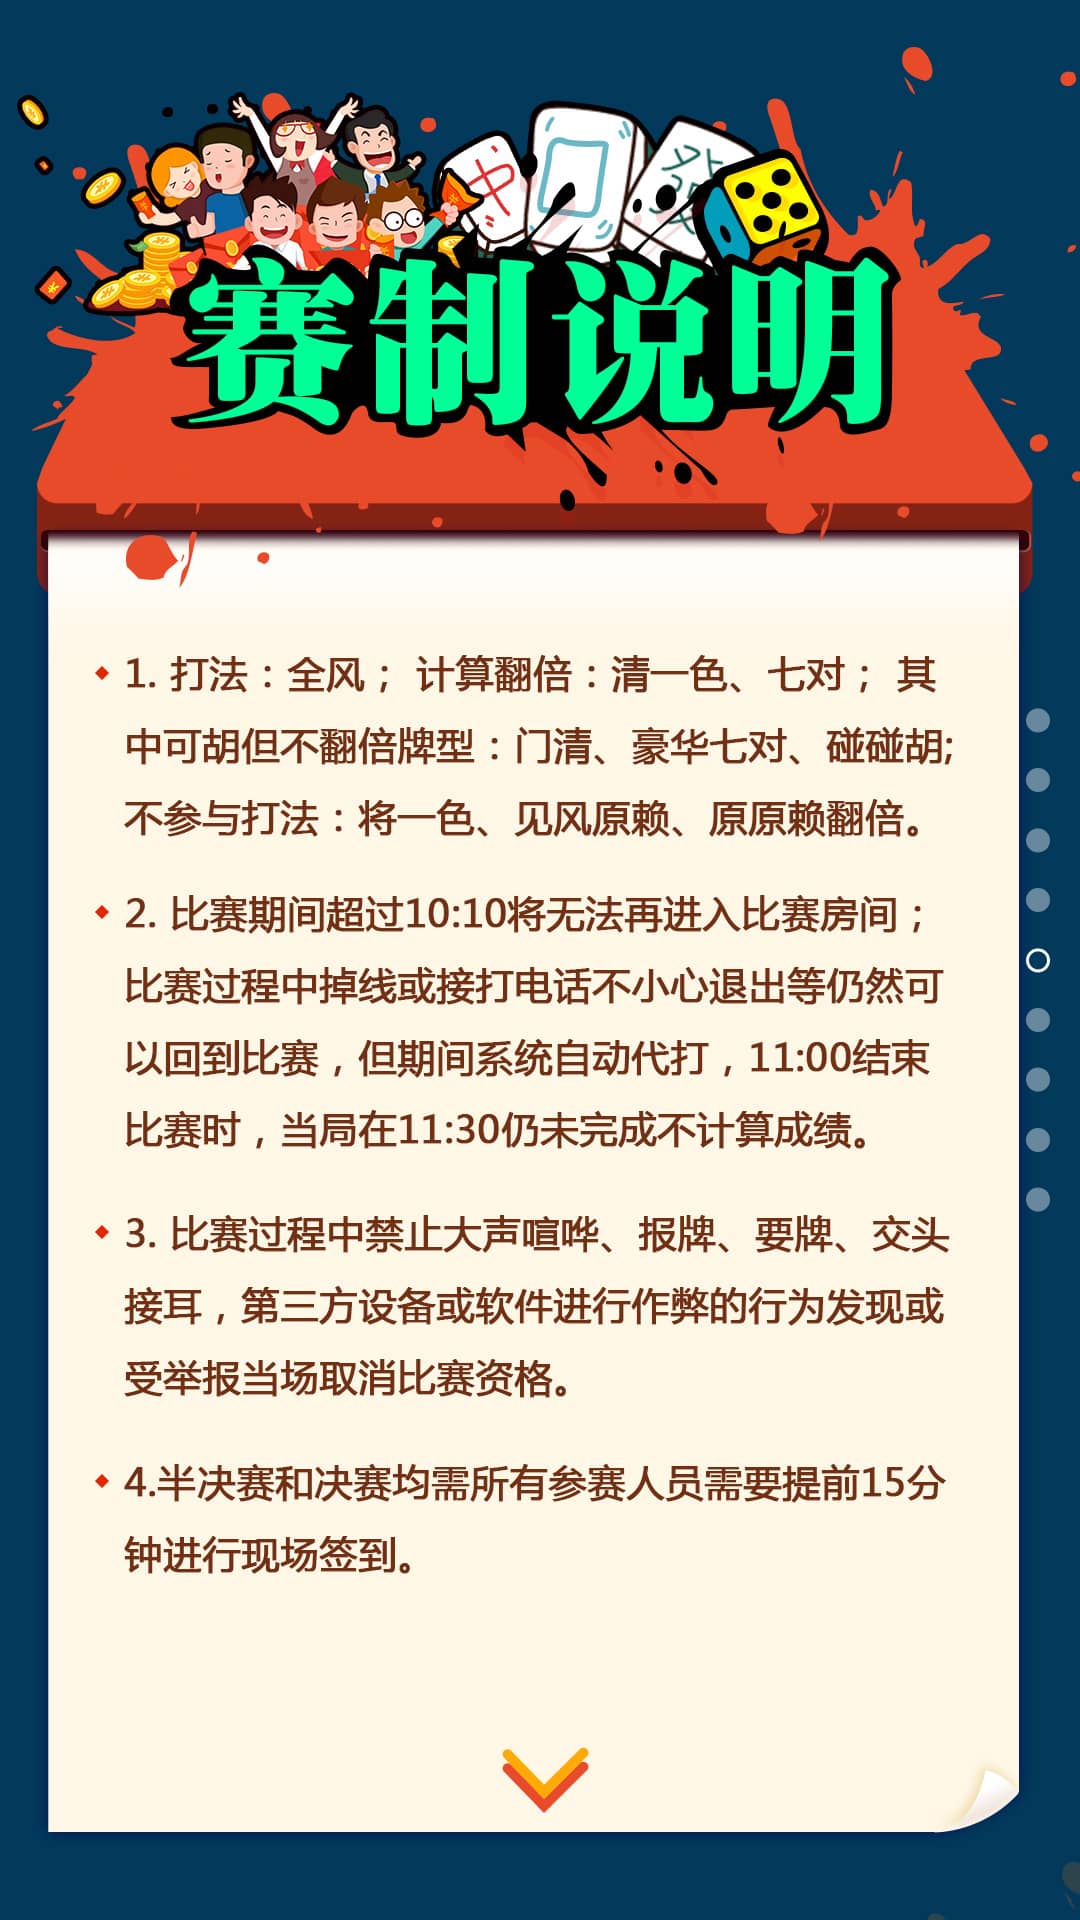 中
发
赛制说明
1. 打法：全风； 计算翻倍：清一色、七对； 其
中可胡但不翻倍牌型：门清、豪华七对、碰碰胡;
不参与打法：将一色、见风原赖、原原赖翻倍。
2. 比赛期间超过10:10将无法再进入比赛房间；
比赛过程中掉线或接打电话不小心退出等仍然可
以回到比赛，但期间系统自动代打，11:00结束
比赛时，当局在11:30仍未完成不计算成绩。
3. 比赛过程中禁止大声喧哗、报牌、要牌、交头
接耳，第三方设备或软件进行作弊的行为发现或
受举报当场取消比赛资格。
4.半决赛和决赛均需所有参赛人员需要提前15分
钟进行现场签到。